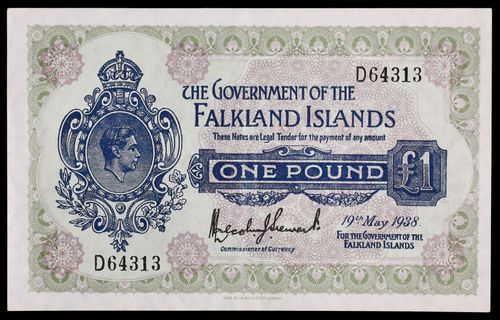 D64313
THE GOVERNMENT OF THE
FALKLAND ISLANDS
These Notes are Legal Tender for the payment of any amount
ONE POUND £1
19TH May 1938.
Commissioner of Currency
FOR THE GOVERNMENT OF THE
FALKLAND ISLANDS
D64313